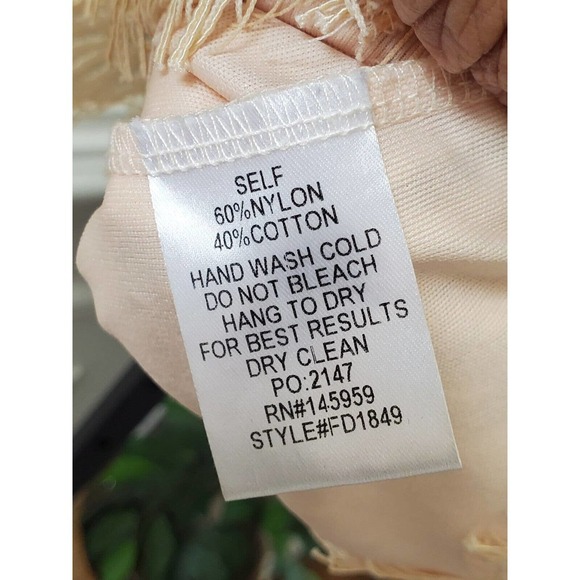 SELF
60%NYLON
40%COTTON
HAND WASH COLD
DO NOT BLEACH
HANG TO DRY
FOR BEST RESULTS
DRY CLEAN
PO:2147
RN#145959
STYLE#FD1849